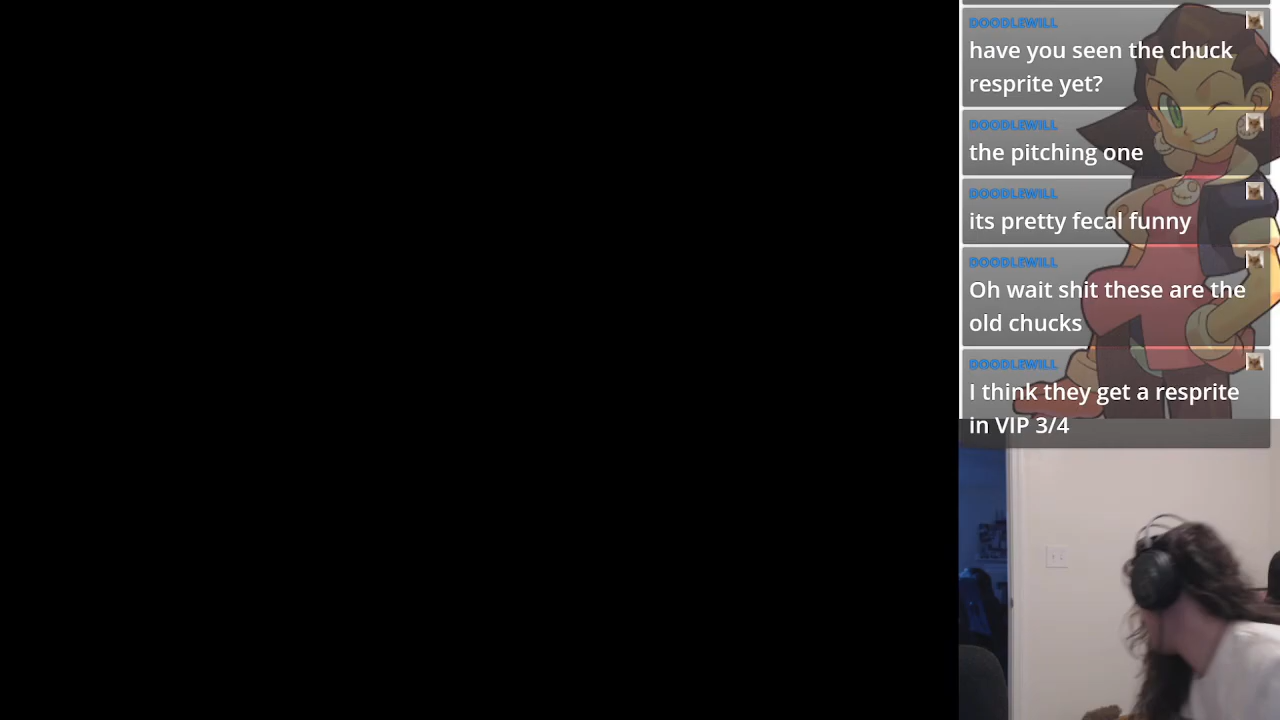 DOODLEWILL
have you seen the chuck
resprite yet?
DOODLEWILL
the pitching one
DOODLEWILL
its pretty fecal funny
DOODLEWILL
Oh wait shit these are the
old chucks
DOODLEWILL
I think they get a resprite
in VIP 3/4